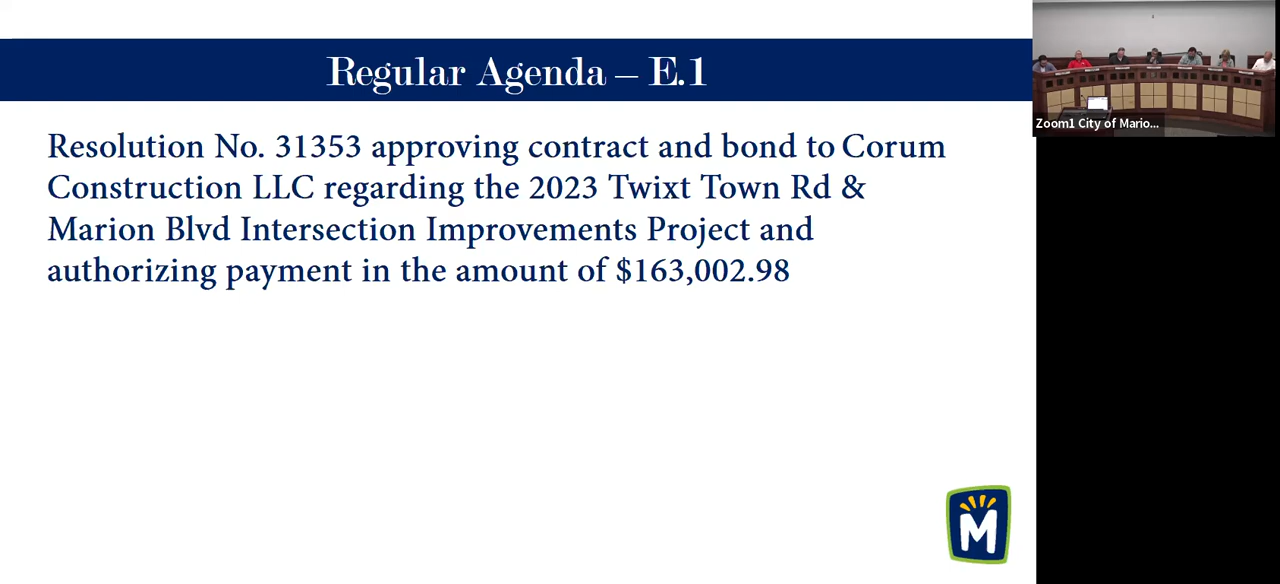 Regular Agenda – E.1
Resolution No. 31353 approving contract and bond to Corum
Construction LLC regarding the 2023 Twixt Town Rd &
Marion Blvd Intersection Improvements Project and
authorizing payment in the amount of $163,002.98
Zoom1 City of Mario...
M